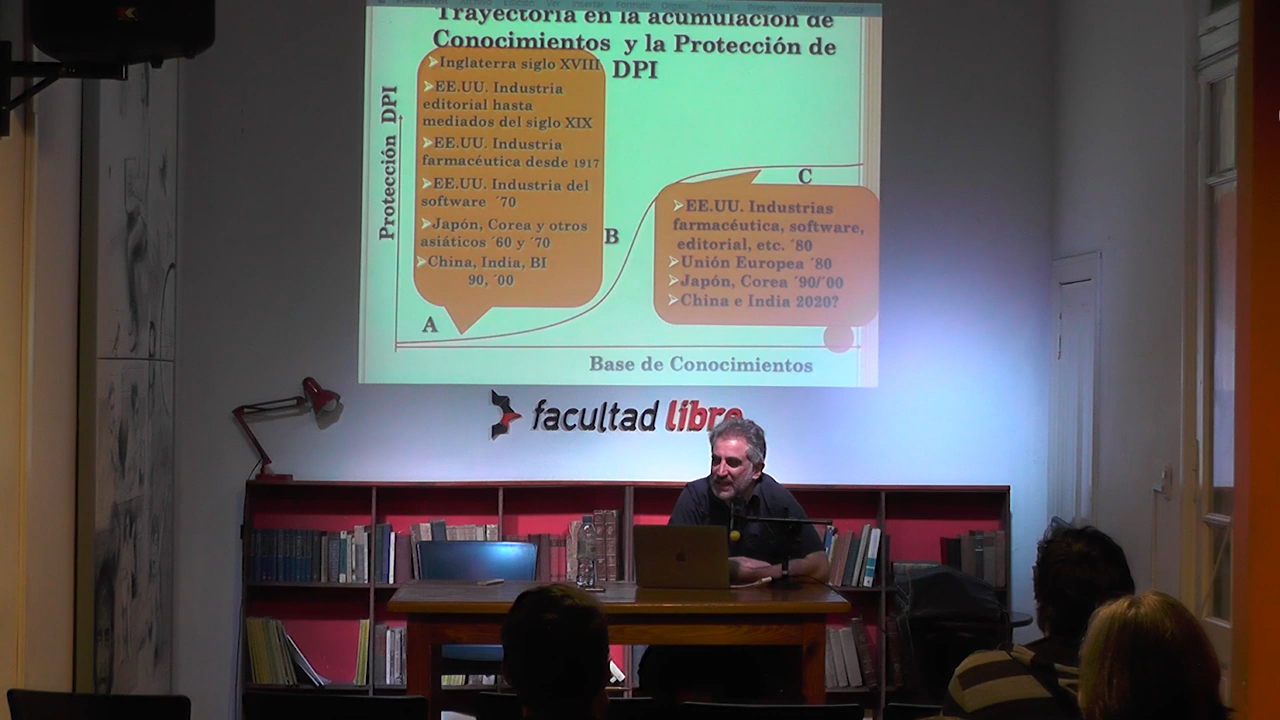 Trayectoria en la acumulación de
Conocimientos y la Protección de
DPI
Protección DPI
➢Inglaterra siglo XVIII
➢EE.UU. Industria
editorial hasta
mediados del siglo XIX
➢EE.UU. Industria
farmacéutica desde 1917
➢EE.UU. Industria del
software ´70
➢Japón, Corea y otros
asiáticos ´60 y ´70
➢China, India, BI
90, ´00
A
B
C
➢EE.UU. Industrias
farmacéutica, software,
editorial, etc. ´80
➢Unión Europea ´80
➢Japón, Corea ´90/´00
➢China e India 2020?
Base de Conocimientos
facultad libre